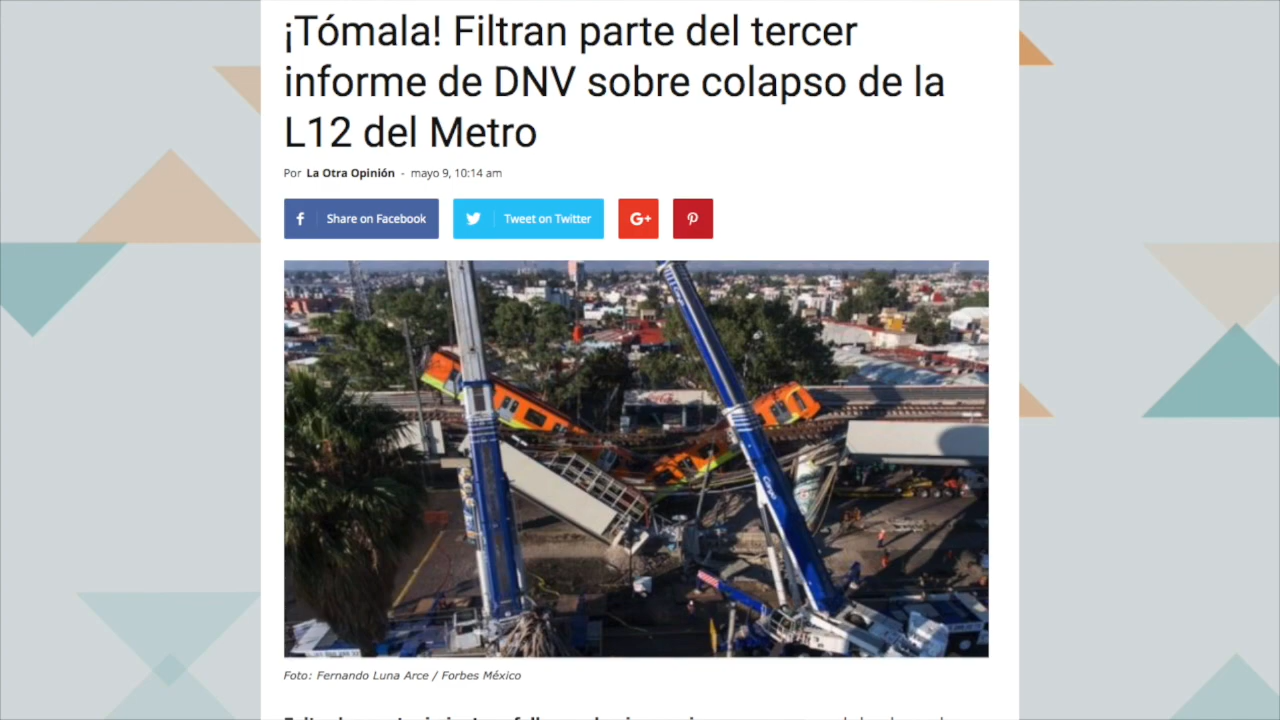 ¡Tómala! Filtran parte del tercer
informe de DNV sobre colapso de la
L12 del Metro
Por La Otra Opinión - mayo 9, 10:14 am
f Share on Facebook Tweet on Twitter G+
Foto: Fernando Luna Arce / Forbes México